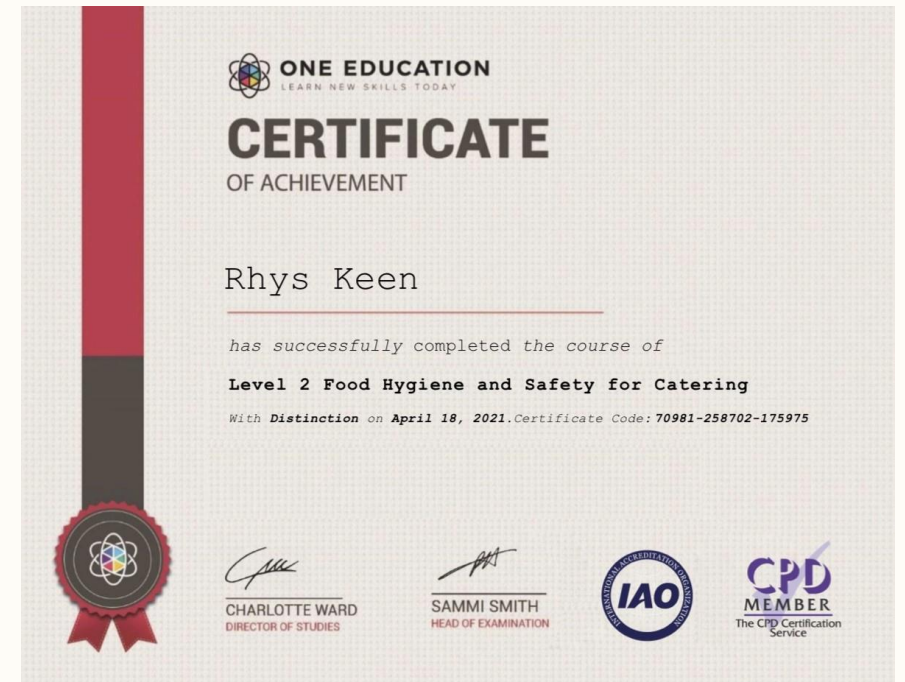 ONE EDUCATION
LEARN NEW SKILLS TODAY
CERTIFICATE
OF ACHIEVEMENT
Rhys Keen
has successfully completed the course of
Level 2 Food Hygiene and Safety for Catering
With Distinction on April 18, 2021.Certificate Code: 70981-258702-175975
CHARLOTTE WARD
DIRECTOR OF STUDIES
SAMMI SMITH
HEAD OF EXAMINATION
INTERNATIONAL ACCREDITATION ORGANIZATION
IAO
CPD
MEMBER
The CPD Certification
Service